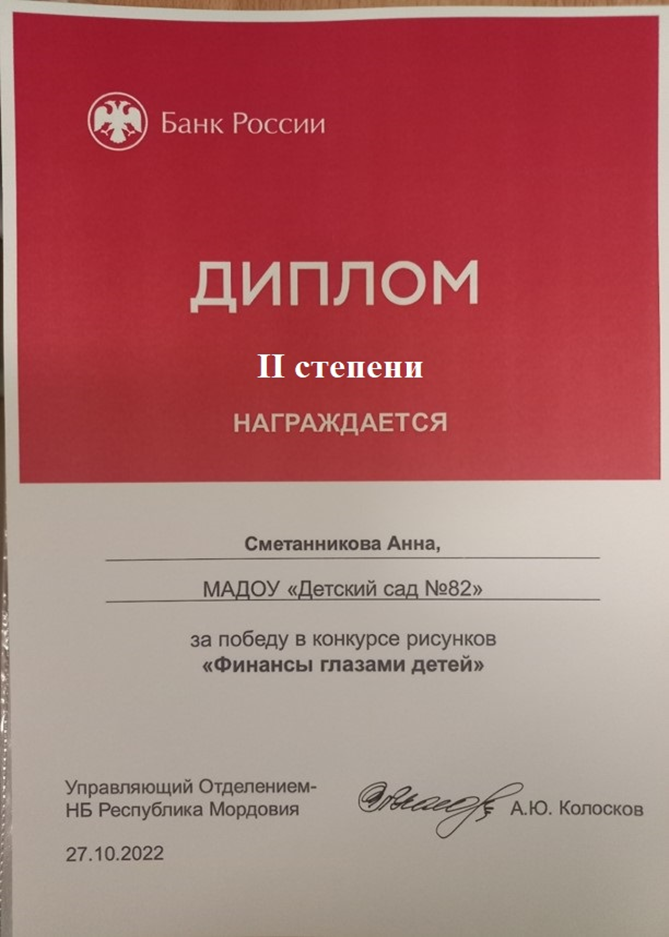 Банк России
ДИПЛОМ
II степени
НАГРАЖДАЕТСЯ
Сметанникова Анна,
МАДОУ «Детский сад №82»
за победу в конкурсе рисунков
«Финансы глазами детей»
Управляющий Отделением-
НБ Республика Мордовия
А.Ю. Колосков
27.10.2022